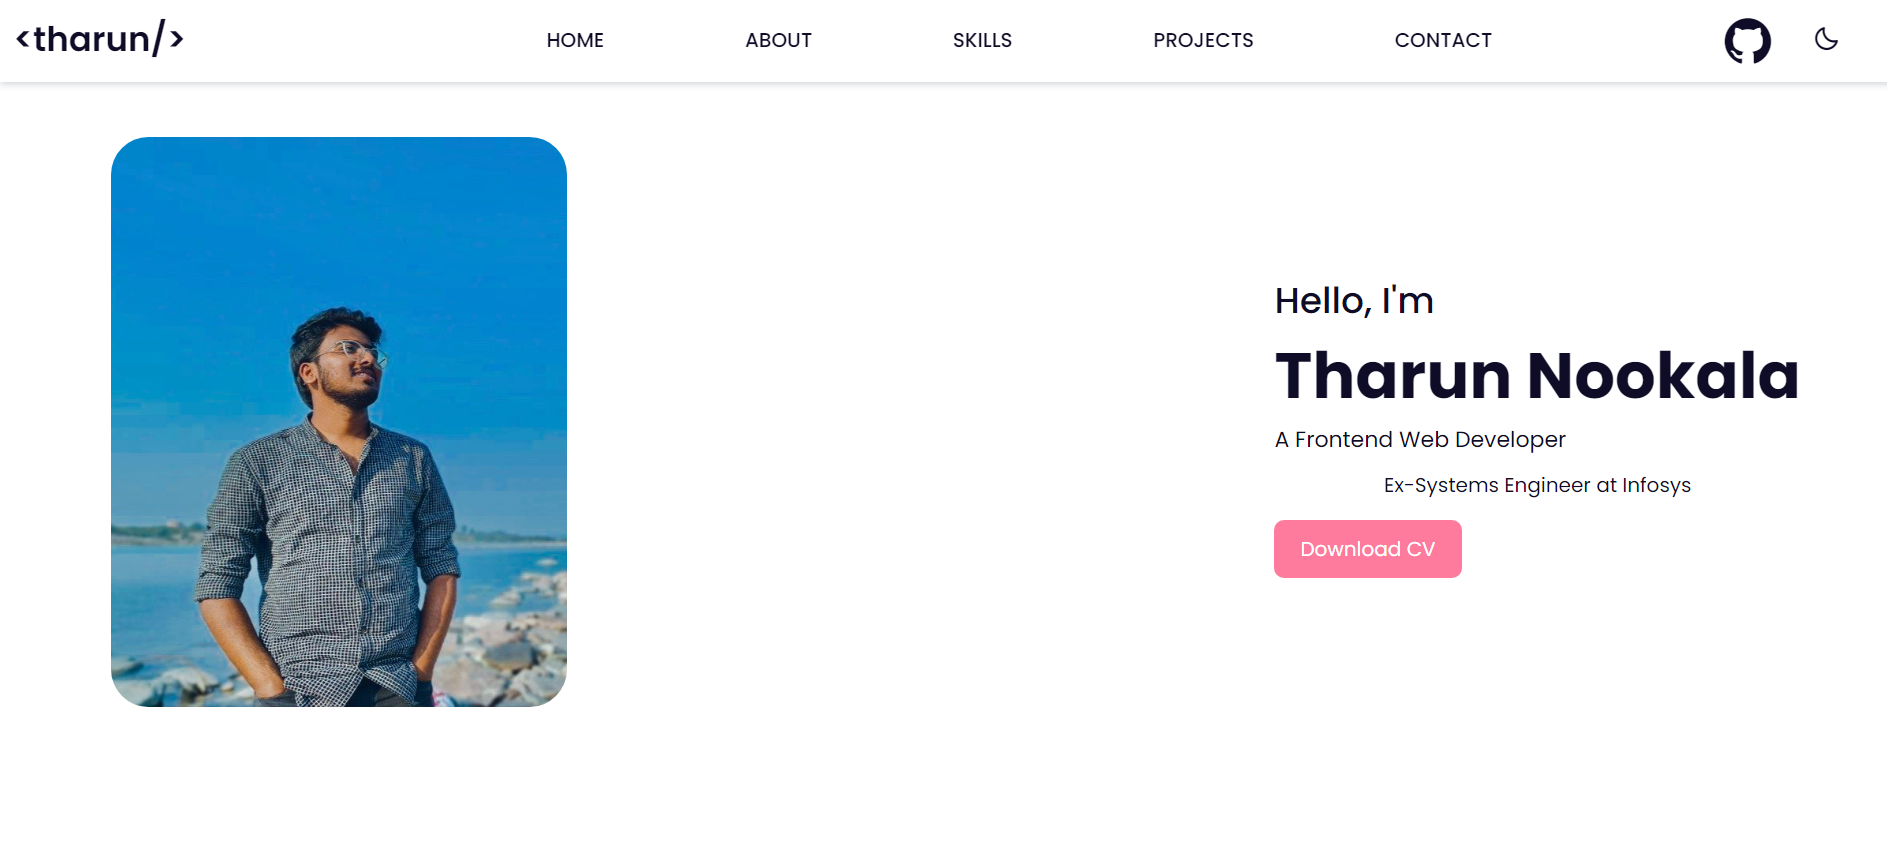 <tharun/>
HOME
ABOUT
SKILLS
PROJECTS
CONTACT
Hello, I'm
Tharun Nookala
A Frontend Web Developer
Ex-Systems Engineer at Infosys
Download CV